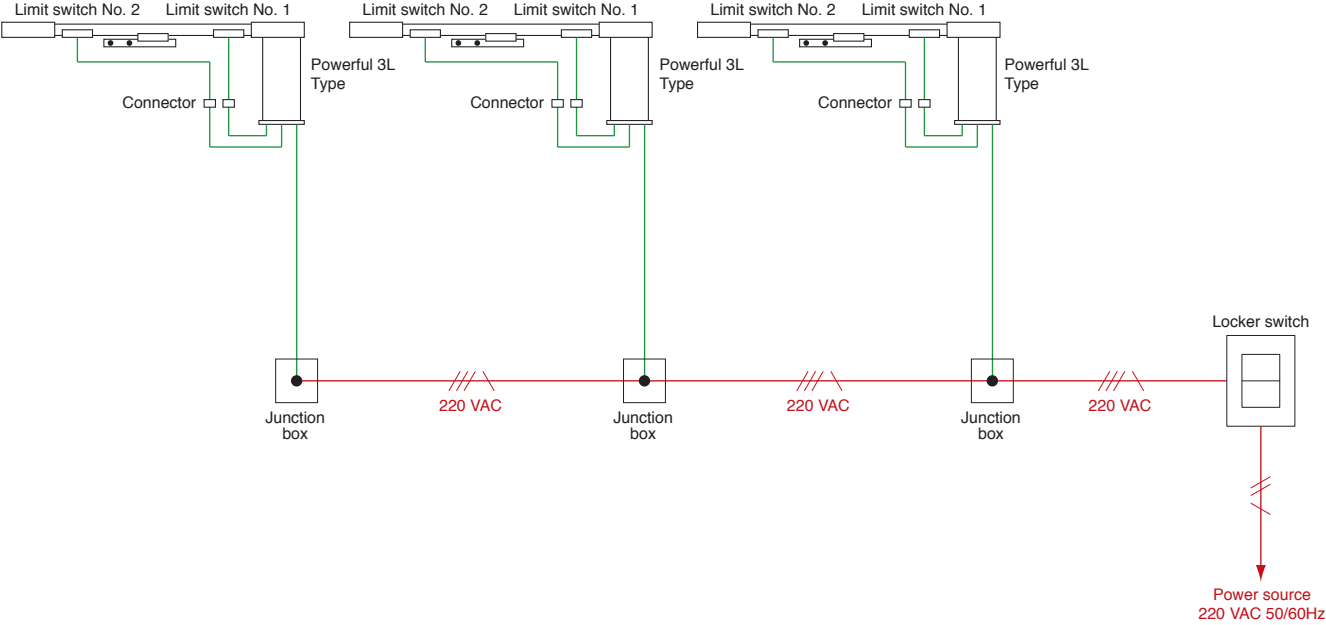 Limit switch No. 2
Limit switch No. 1
Limit switch No. 2
Limit switch No. 1
Limit switch No. 2
Limit switch No. 1
Powerful 3L
Type
Powerful 3L
Type
Powerful 3L
Type
Connector
Connector
Connector
Locker switch
220 VAC
220 VAC
220 VAC
Junction
box
Junction
box
Junction
box
Power source
220 VAC 50/60Hz